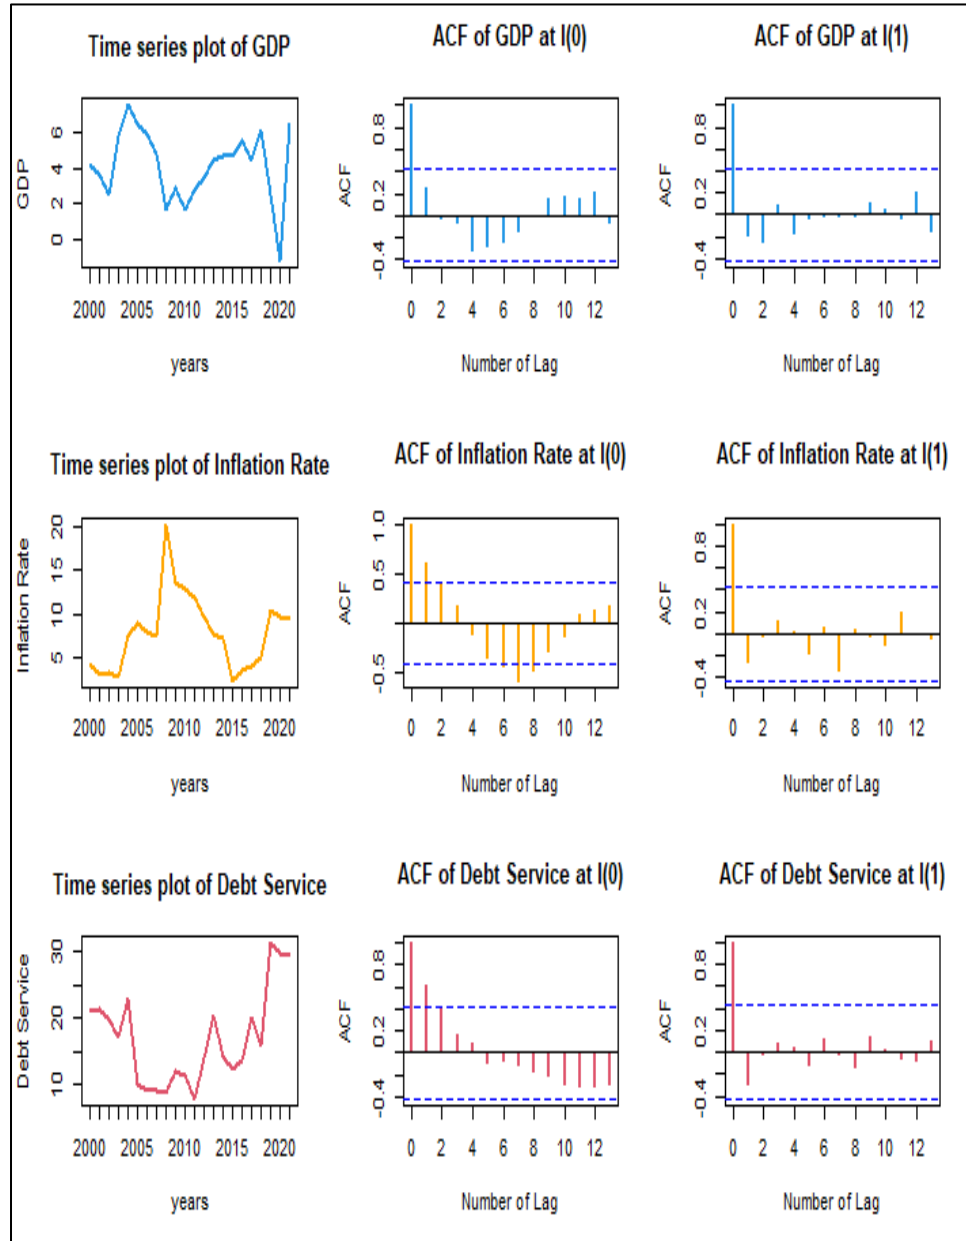 Time series plot of GDP
ACF of GDP at I(0)
ACF of GDP at I(1)
GDP
6
4
2
0
2000 2005 2010 2015 2020
years
ACF
0.8
0.2
-0.4
0 2 4 6 8 10 12
Number of Lag
ACF
0.8
0.2
-0.4
0 2 4 6 8 10 12
Number of Lag
Time series plot of Inflation Rate
ACF of Inflation Rate at I(0)
ACF of Inflation Rate at I(1)
Inflation Rate
20
15
10
5
2000 2005 2010 2015 2020
years
ACF
1.0
0.5
-0.5
0 2 4 6 8 10 12
Number of Lag
ACF
0.8
0.2
-0.4
0 2 4 6 8 10 12
Number of Lag
Time series plot of Debt Service
ACF of Debt Service at I(0)
ACF of Debt Service at I(1)
Debt Service
30
20
10
2000 2005 2010 2015 2020
years
ACF
0.8
0.2
-0.4
0 2 4 6 8 10 12
Number of Lag
ACF
0.8
0.2
-0.4
0 2 4 6 8 10 12
Number of Lag